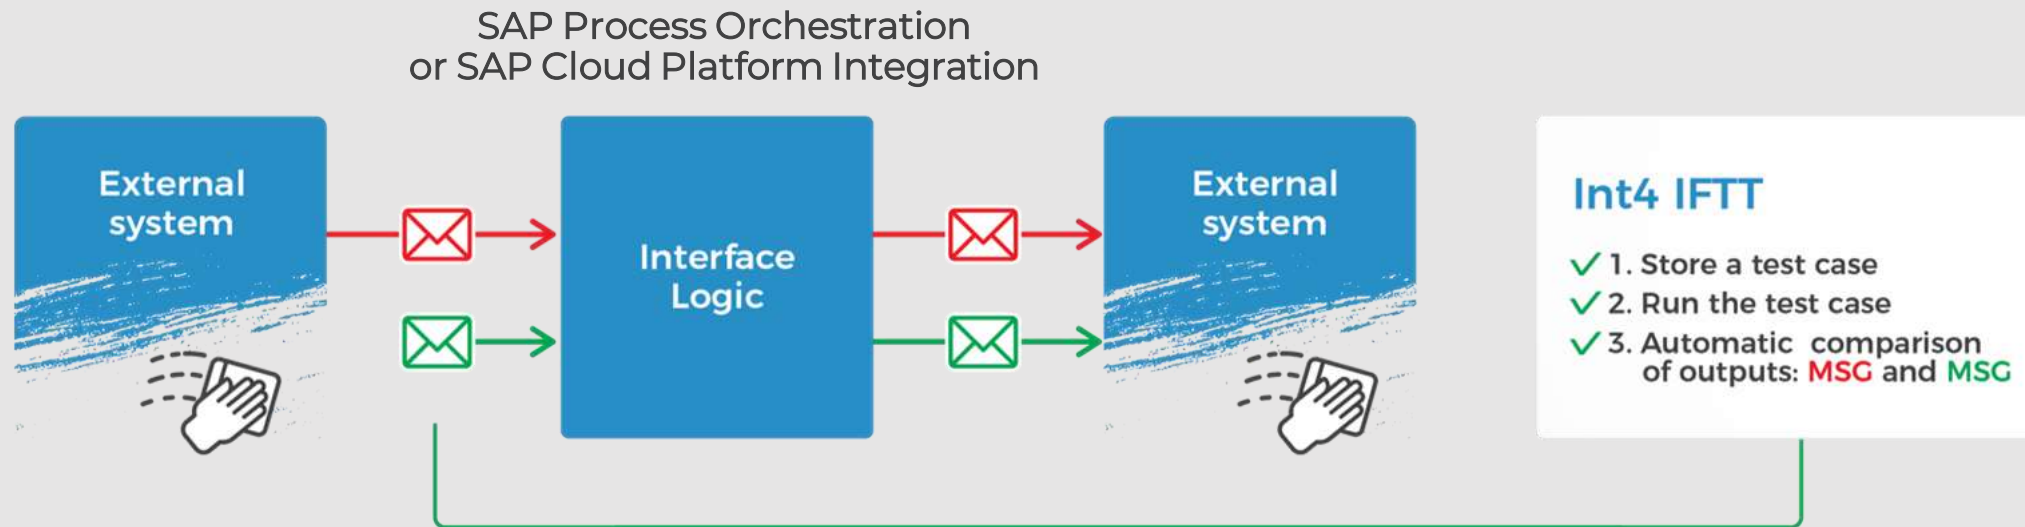 SAP Process Orchestration
or SAP Cloud Platform Integration
External
system
Interface
Logic
External
system
Int4 IFTT
1. Store a test case
2. Run the test case
3. Automatic comparison
of outputs: MSG and MSG